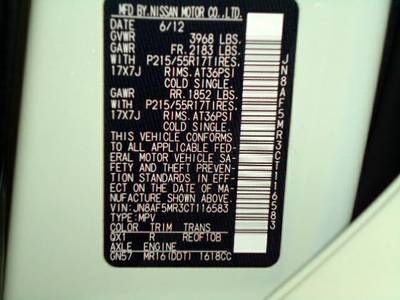 MFD BY.NISSAN MOTOR CO.,LTD.
DATE 6/12
GVWR 3968 LBS.
GAWR FR.2183 LBS.
WITH P215/55R17TIRES,
17X7J RIMS.AT36PSI
COLD SINGLE.
GAWR RR.1852 LBS.
WITH P215/55R17TIRES,
17X7J RIMS.AT36PSI
COLD SINGLE.
THIS VEHICLE CONFORMS
TO ALL APPLICABLE FED-
ERAL MOTOR VEHICLE SA-
FETY AND THEFT PREVEN-
TION STANDARDS IN EFF-
ECT ON THE DATE OF MA-
NUFACTURE SHOWN ABOVE.
VIN:JN8AF5MR3CT116583
TYPE:MPV
COLOR TRIM TRANS
QX1 R RE0F10B
AXLE ENGINE
GN57 MR16(DDT) 1618CC
JN8AF5MR3CT116583